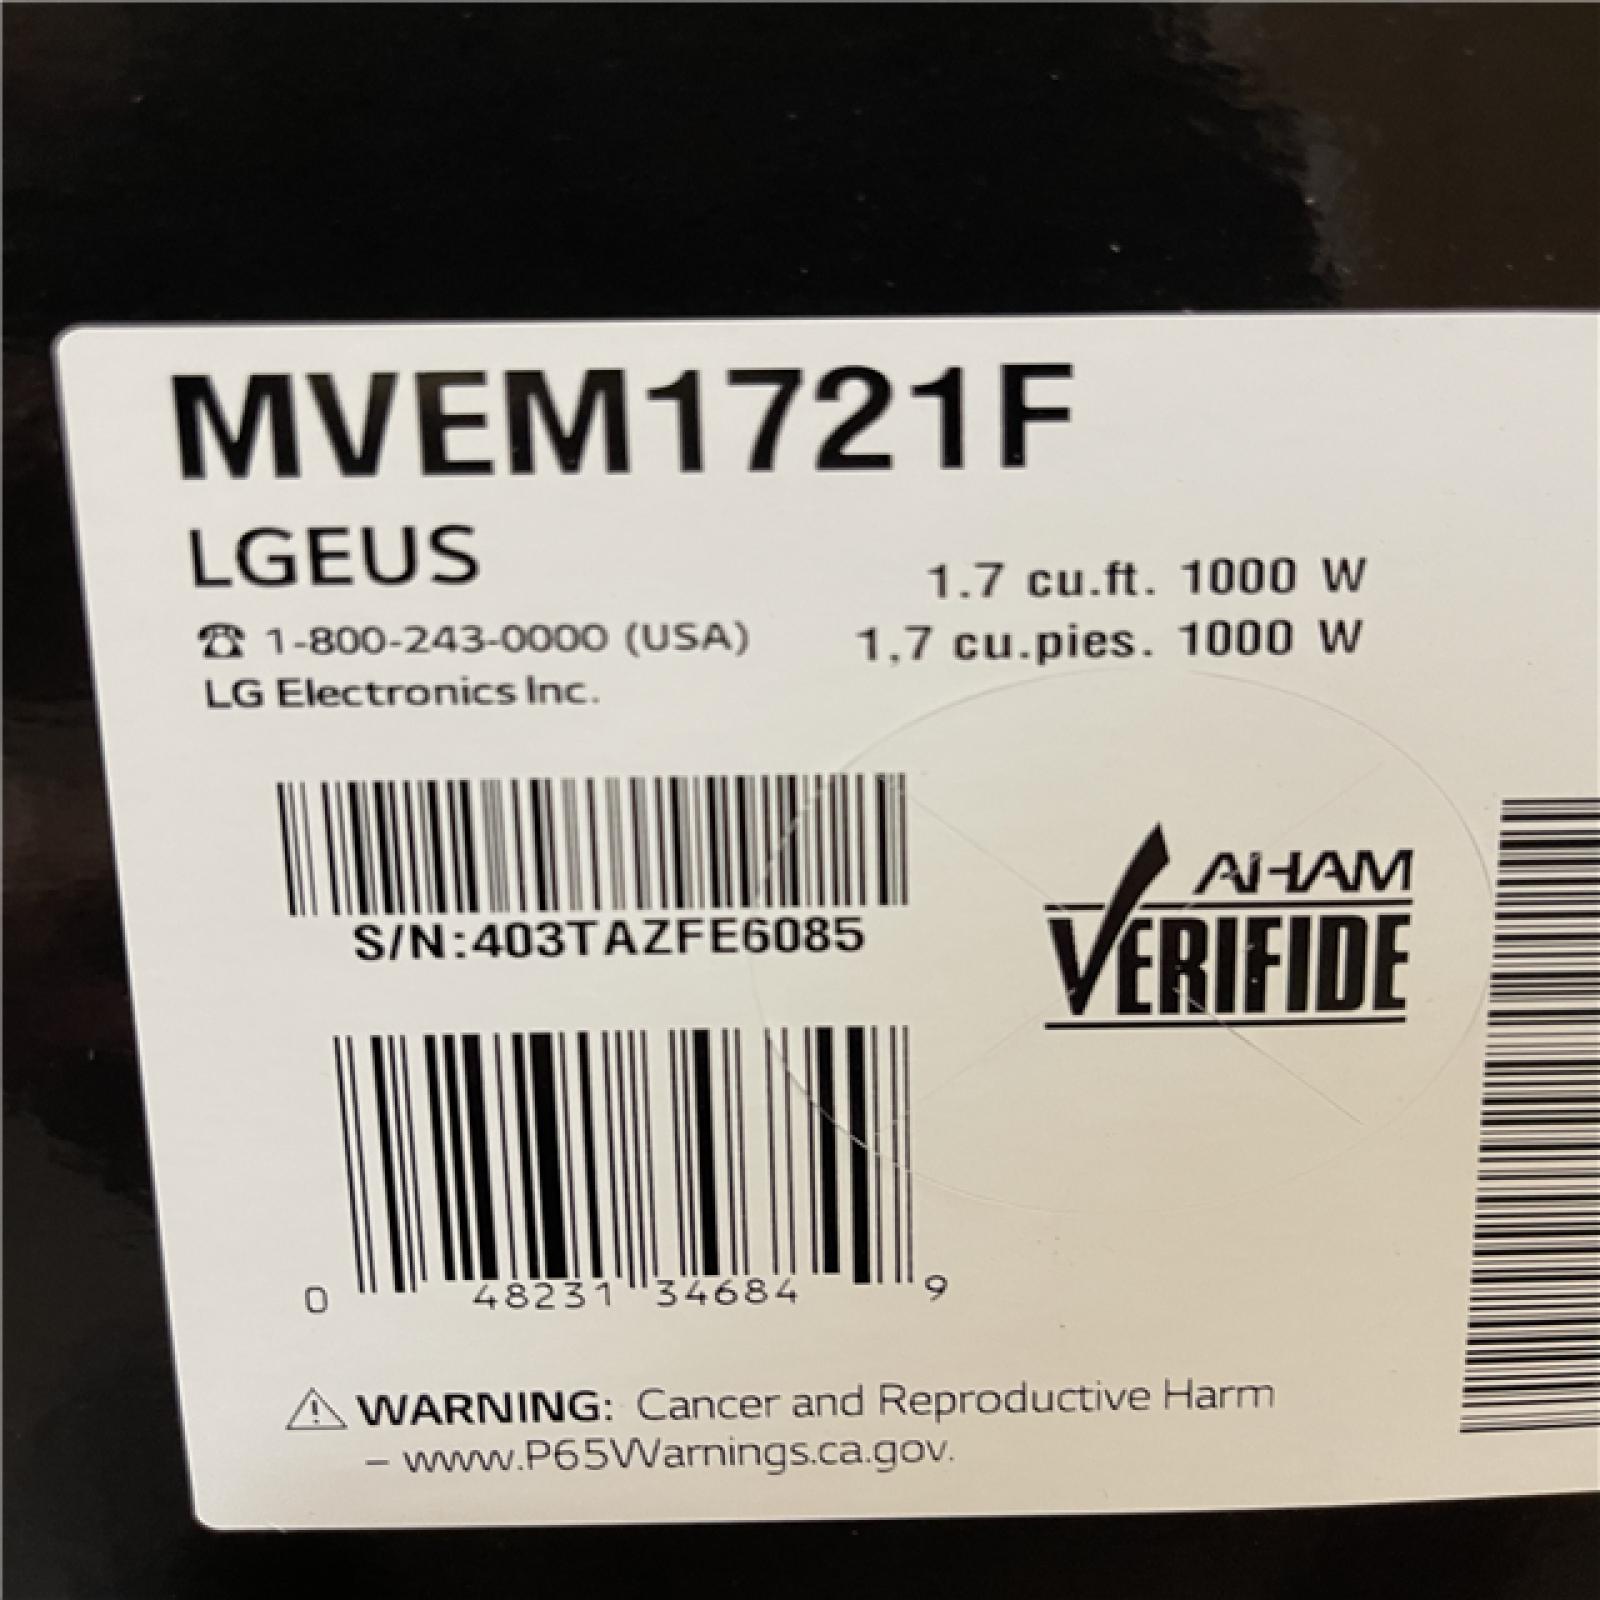 MVEM1721F
LGEUS
☎ 1-800-243-0000 (USA)
LG Electronics Inc.
1.7 cu.ft. 1000 W
1,7 cu.pies. 1000 W
S/N:403TAZFE6085
AHAM
VERIFIDE
0 48231 34684 9
⚠ WARNING: Cancer and Reproductive Harm
– www.P65Warnings.ca.gov.